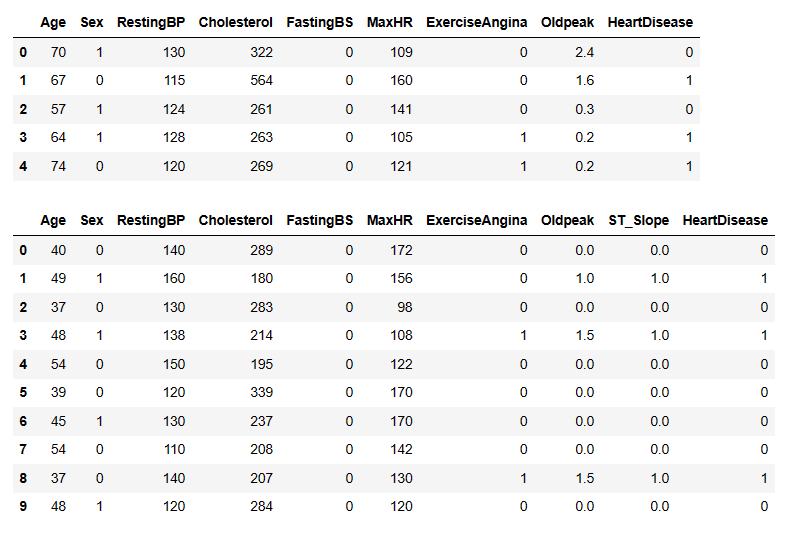 Age Sex RestingBP Cholesterol FastingBS MaxHR ExerciseAngina Oldpeak HeartDisease
0 70 1 130 322 0 109 0 2.4 0
1 67 0 115 564 0 160 0 1.6 1
2 57 1 124 261 0 141 0 0.3 0
3 64 1 128 263 0 105 1 0.2 1
4 74 0 120 269 0 121 1 0.2 1
Age Sex RestingBP Cholesterol FastingBS MaxHR ExerciseAngina Oldpeak ST_Slope HeartDisease
0 40 0 140 289 0 172 0 0.0 0.0 0
1 49 1 160 180 0 156 0 1.0 1.0 1
2 37 0 130 283 0 98 0 0.0 0.0 0
3 48 1 138 214 0 108 1 1.5 1.0 1
4 54 0 150 195 0 122 0 0.0 0.0 0
5 39 0 120 339 0 170 0 0.0 0.0 0
6 45 1 130 237 0 170 0 0.0 0.0 0
7 54 0 110 208 0 142 0 0.0 0.0 0
8 37 0 140 207 0 130 1 1.5 1.0 1
9 48 1 120 284 0 120 0 0.0 0.0 0